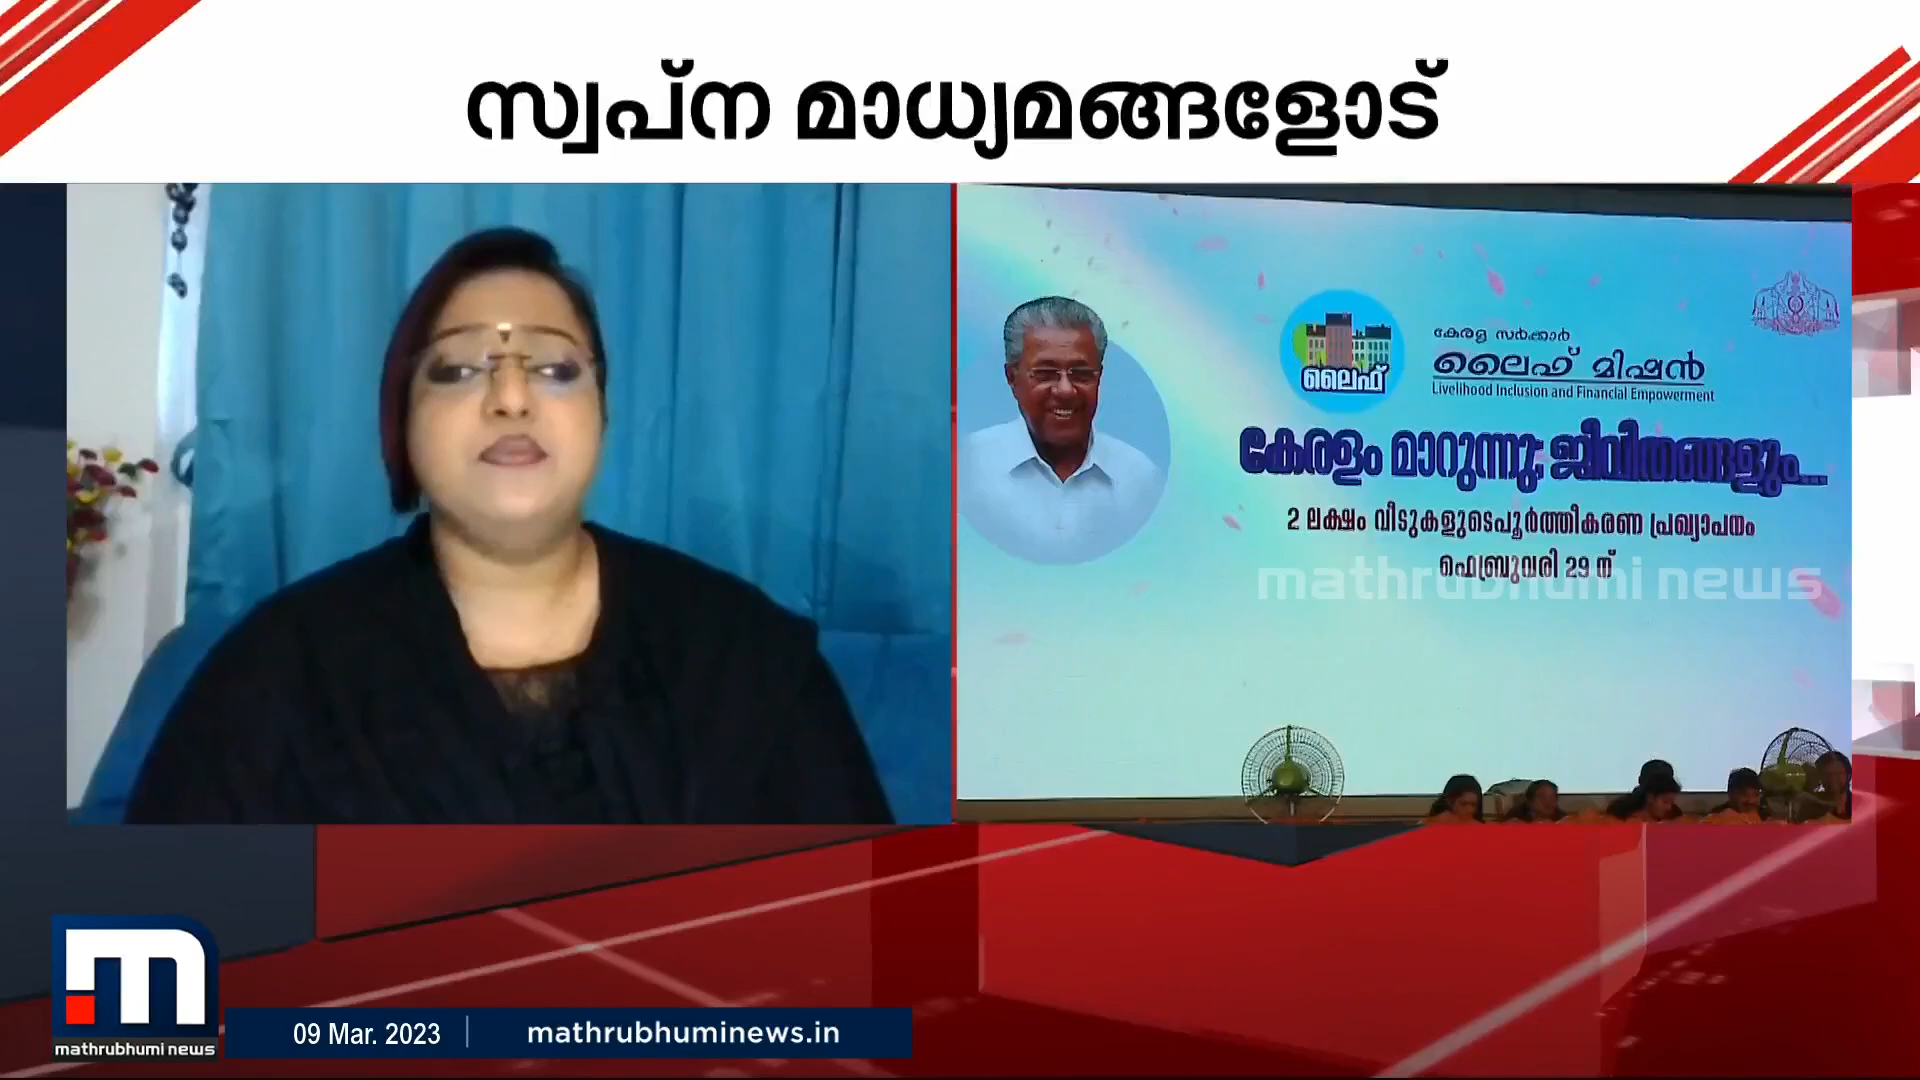 സ്വപ്ന മാധ്യമങ്ങളോട്
ലൈഫ്
കേരള സർക്കാർ
ലൈഫ് മിഷൻ
Livelihood Inclusion and Financial Empowerment
കേരളം മാറുന്നു; ജീവിതങ്ങളും...
2 ലക്ഷം വീടുകളുടെപൂർത്തീകരണ പ്രഖ്യാപനം
ഫെബ്രുവരി 29 ന്
mathrubhumi news
mathrubhumi news
09 Mar. 2023
mathrubhuminews.in